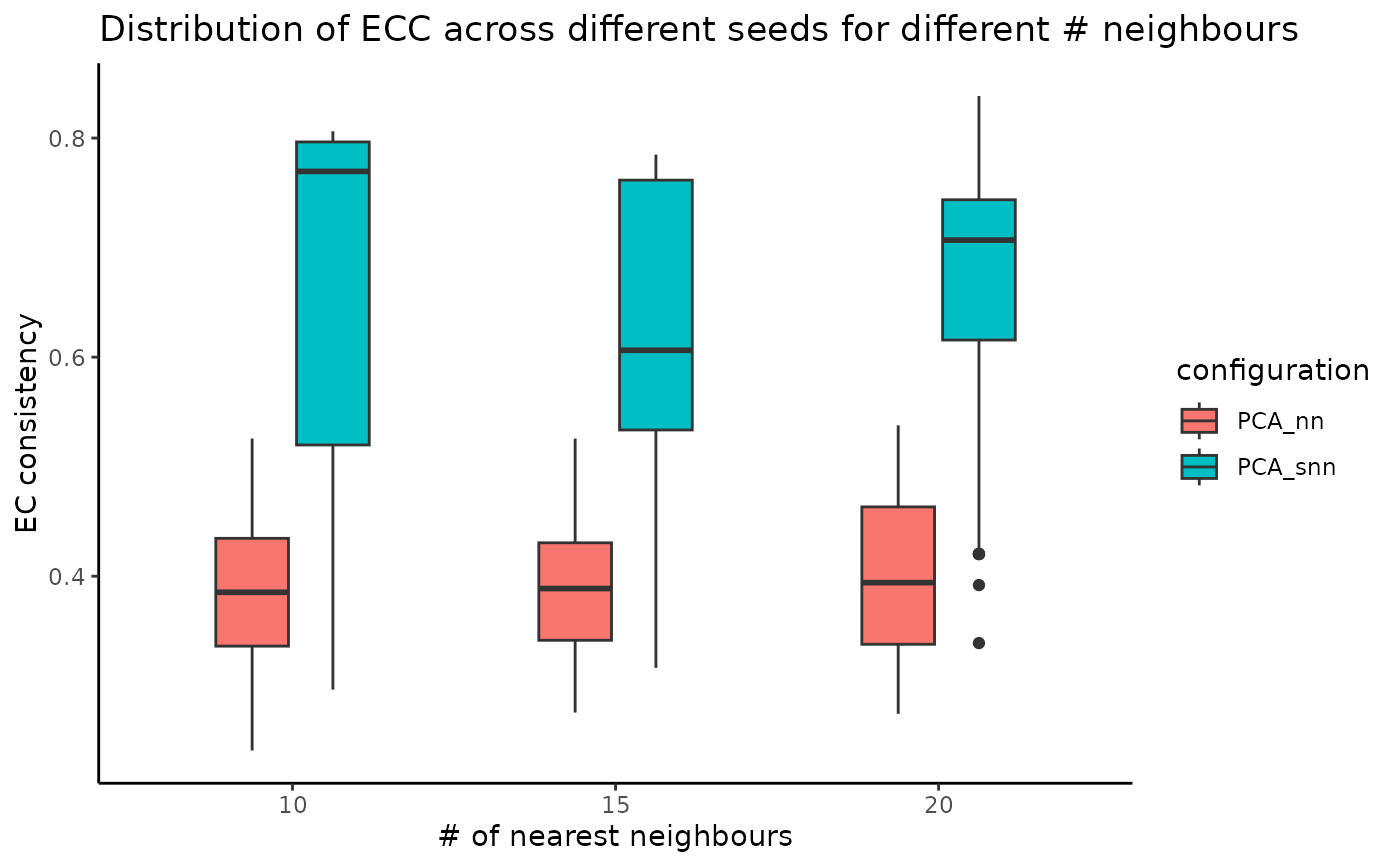 Distribution of ECC across different seeds for different # neighbours
EC consistency
0.8
0.6
0.4
10
15
20
# of nearest neighbours
configuration
PCA_nn
PCA_snn